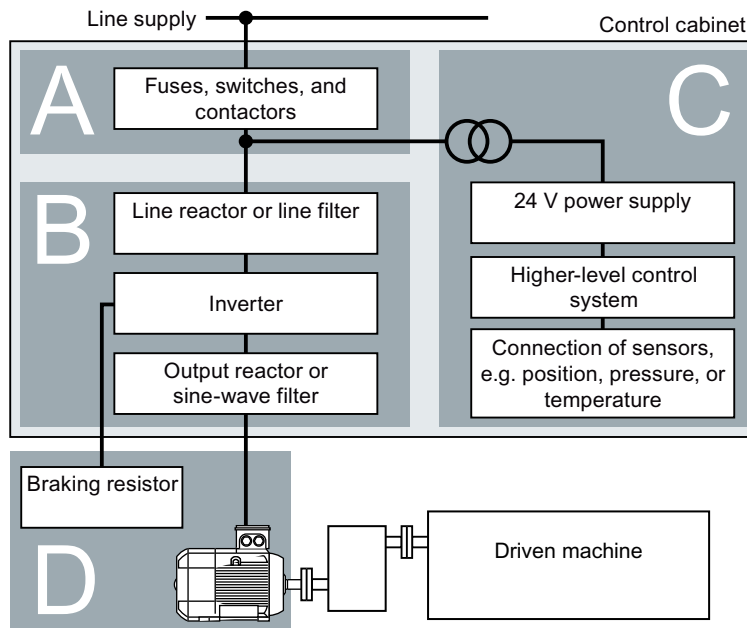 Line supply
Control cabinet
A
Fuses, switches, and
contactors
C
B
Line reactor or line filter
24 V power supply
Inverter
Higher-level control
system
Output reactor or
sine-wave filter
Connection of sensors,
e.g. position, pressure, or
temperature
Braking resistor
D
Driven machine